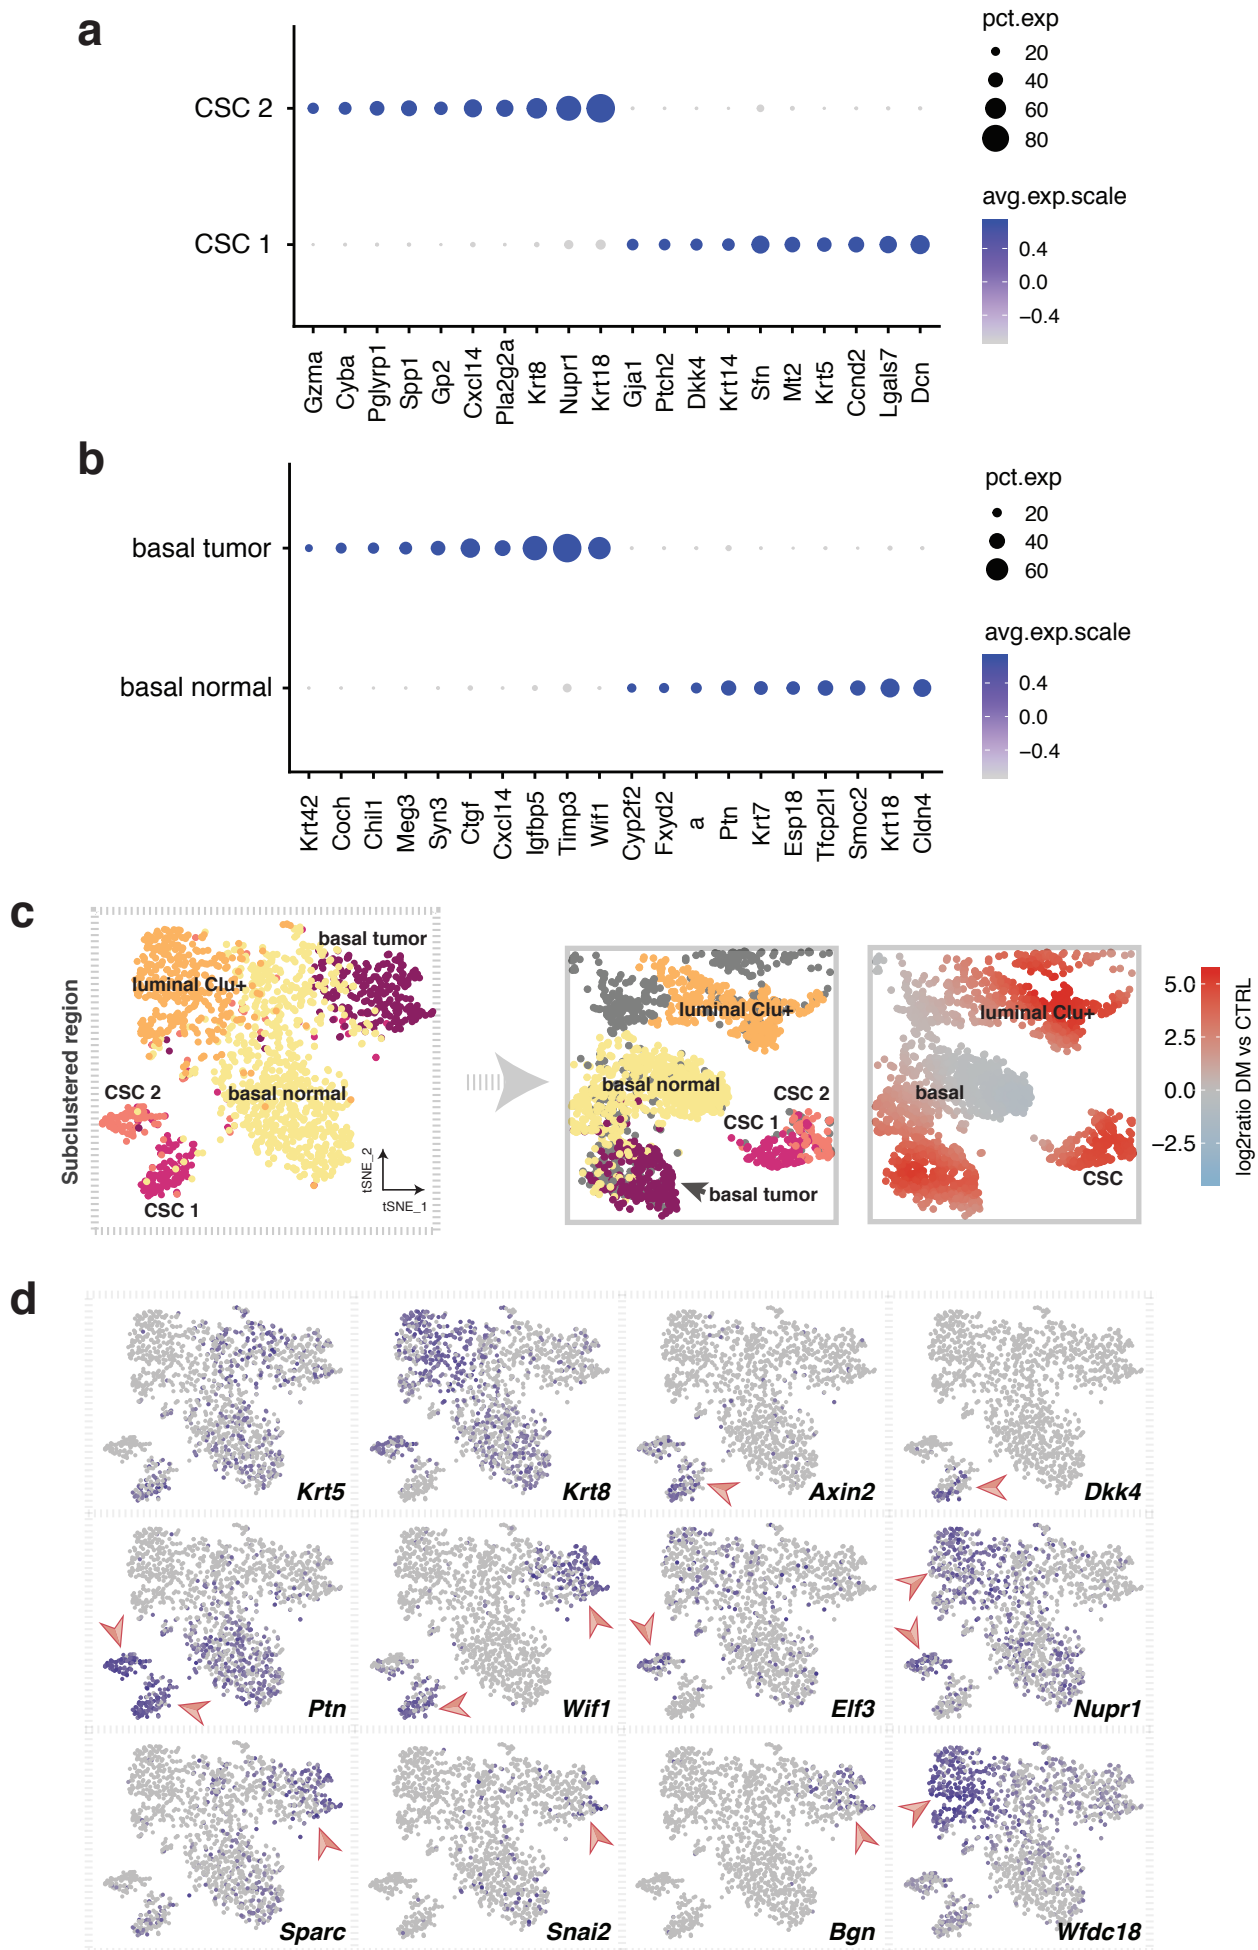 a
CSC 2
CSC 1
Gzma
Cyba
Pglyrp1
Spp1
Gp2
Cxcl14
Pla2g2a
Krt8
Nupr1
Krt18
Gja1
Ptch2
Dkk4
Krt14
Sfn
Mt2
Krt5
Ccnd2
Lgals7
Dcn
pct.exp
20
40
60
80
avg.exp.scale
0.4
0.0
−0.4
b
basal tumor
basal normal
Krt42
Coch
Chil1
Meg3
Syn3
Ctgf
Cxcl14
Igfbp5
Timp3
Wif1
Cyp2f2
Fxyd2
a
Ptn
Krt7
Esp18
Tfcp2l1
Smoc2
Krt18
Cldn4
pct.exp
20
40
60
avg.exp.scale
0.4
0.0
−0.4
c
Subclustered region
basal tumor
luminal Clu+
basal normal
CSC 2
CSC 1
tSNE_2
tSNE_1
luminal Clu+
basal normal
CSC 2
CSC 1
basal tumor
luminal Clu+
basal
CSC
5.0
2.5
0.0
−2.5
log2ratio DM vs CTRL
d
Krt5
Krt8
Axin2
Dkk4
Ptn
Wif1
Elf3
Nupr1
Sparc
Snai2
Bgn
Wfdc18